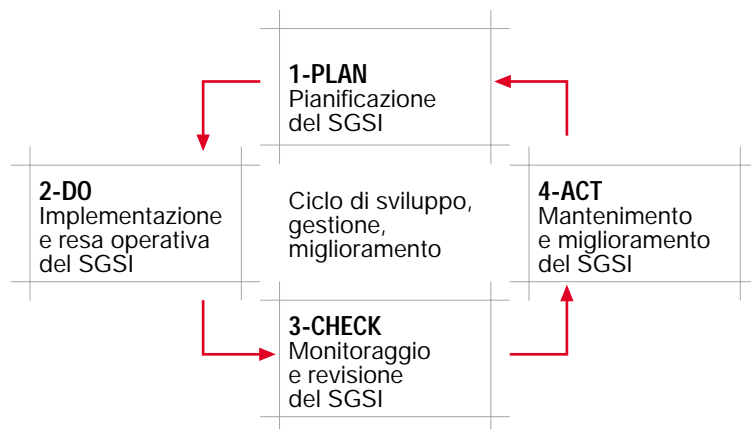 1-PLAN
Pianificazione
del SGSI
2-DO
Implementazione
e resa operativa
del SGSI
Ciclo di sviluppo,
gestione,
miglioramento
4-ACT
Mantenimento
e miglioramento
del SGSI
3-CHECK
Monitoraggio
e revisione
del SGSI